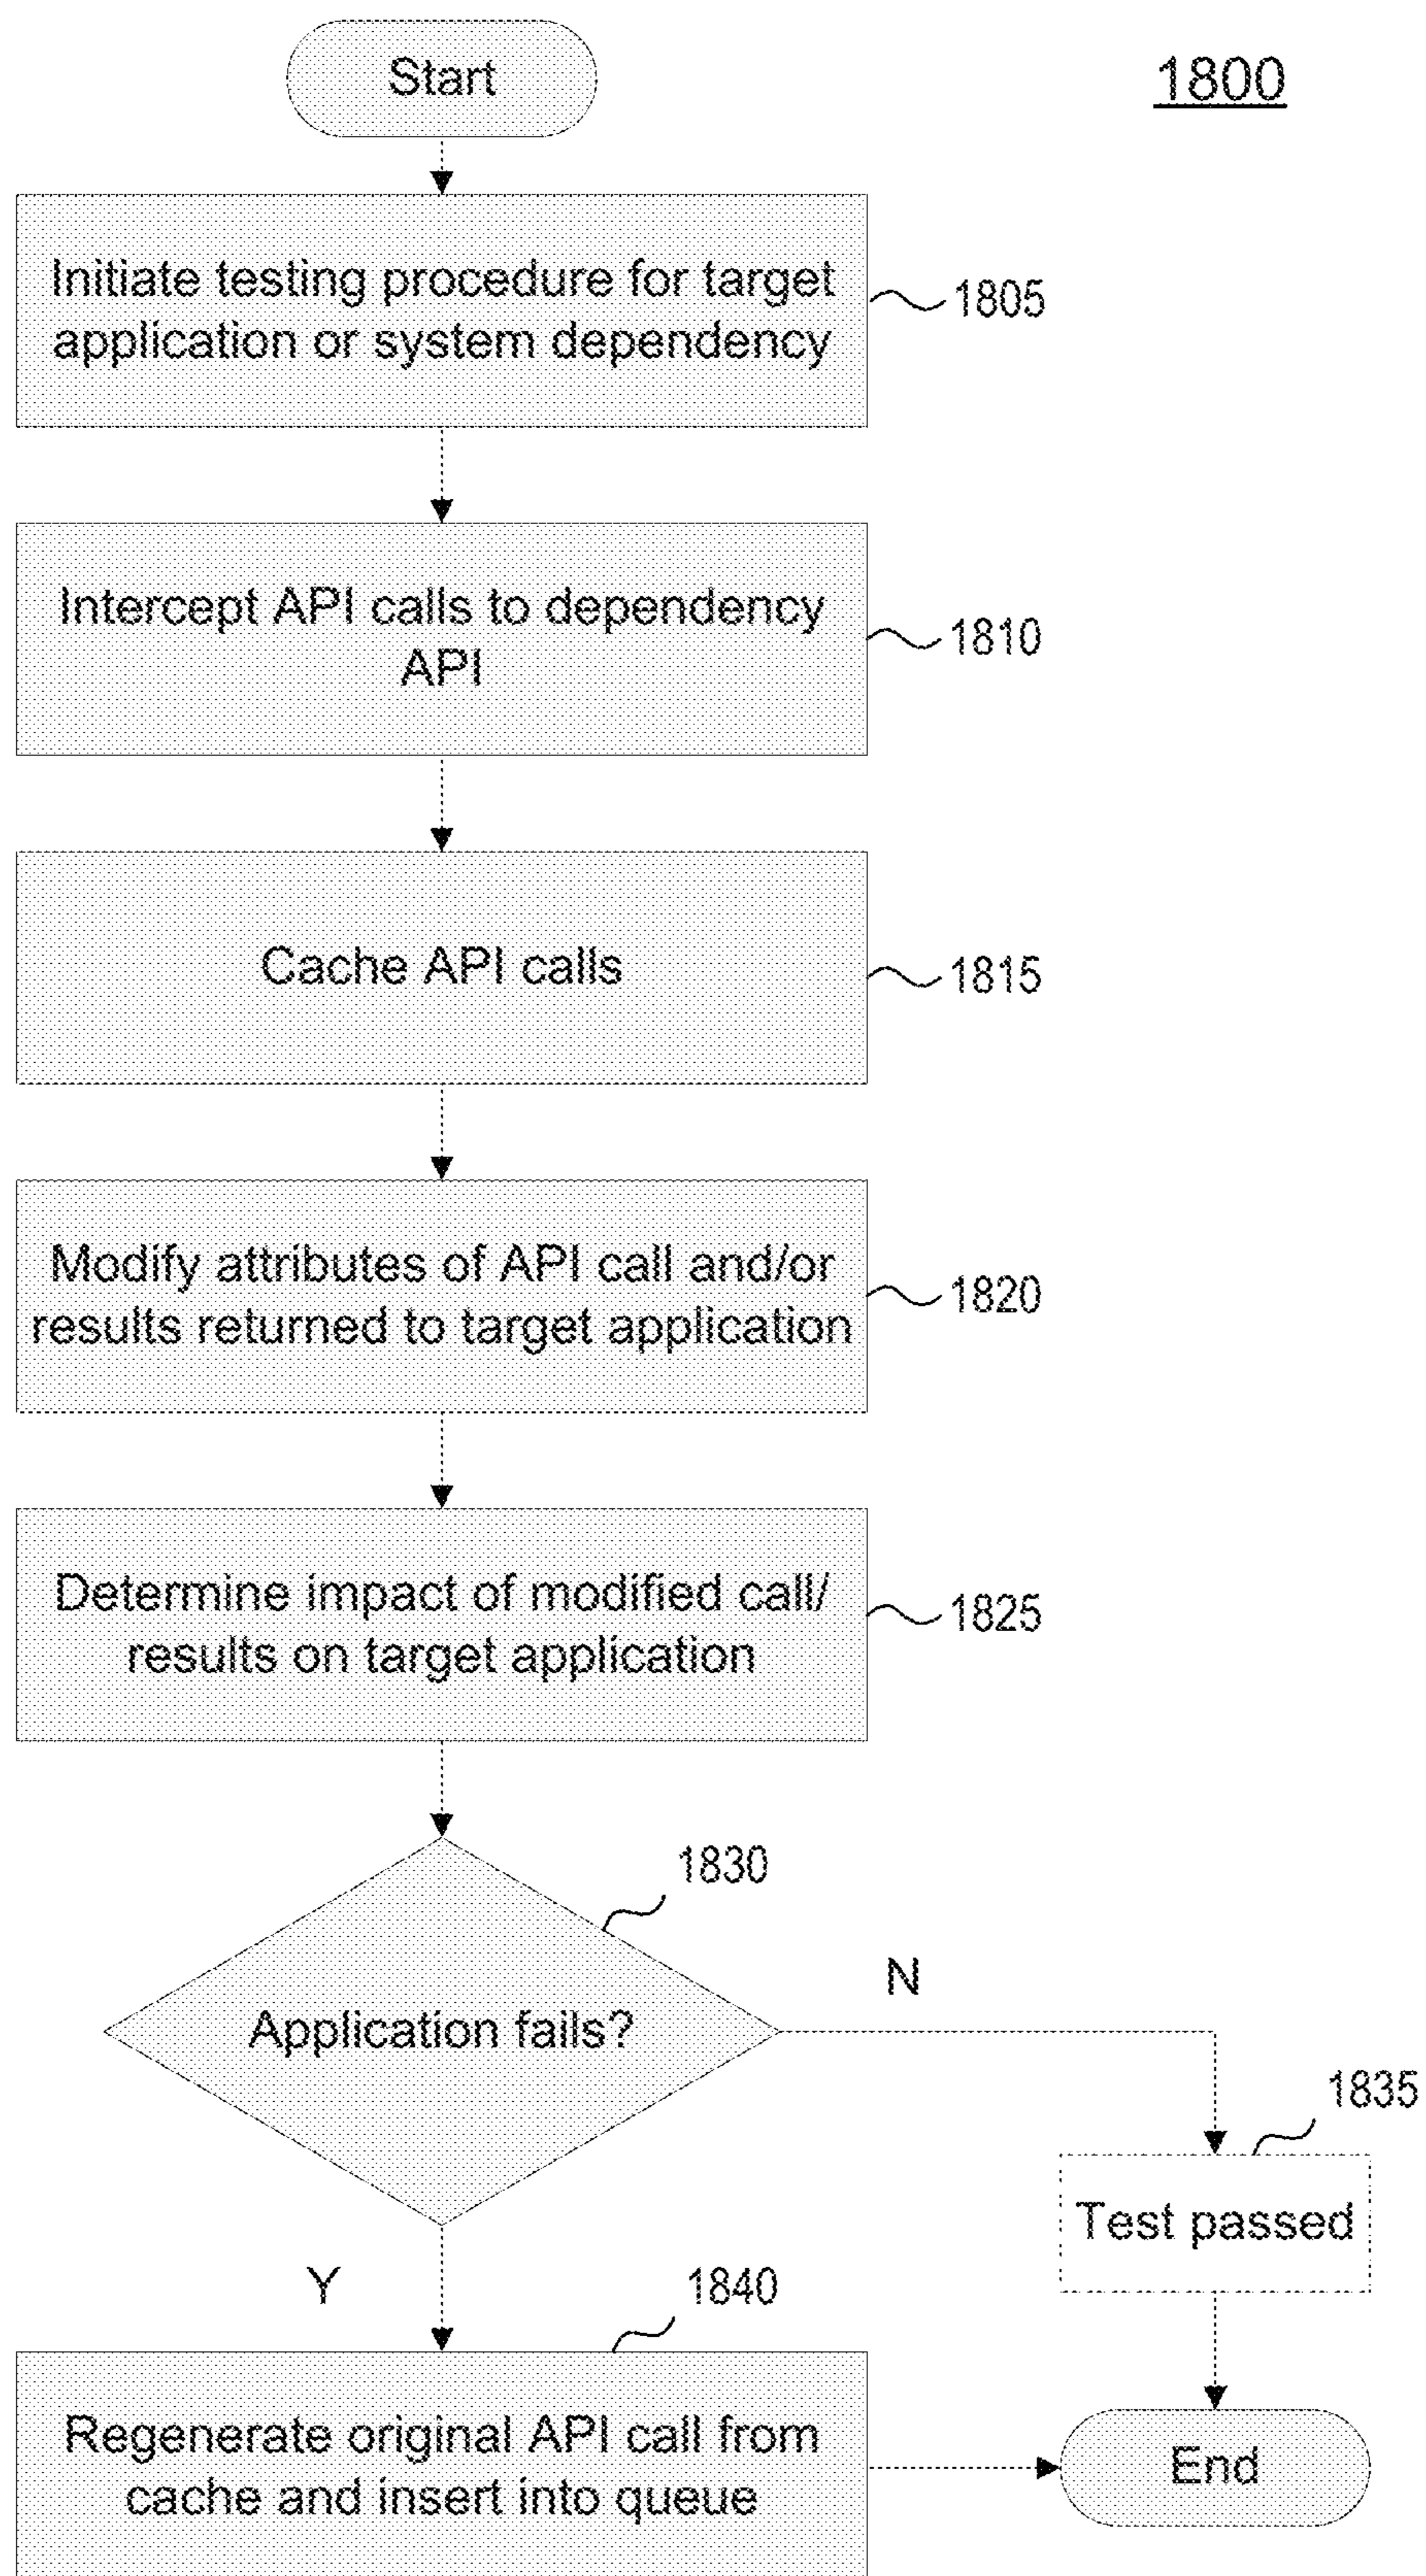 Start
1800
Initiate testing procedure for target
application or system dependency
1805
Intercept API calls to dependency
API
1810
Cache API calls
1815
Modify attributes of API call and/or
results returned to target application
1820
Determine impact of modified call/
results on target application
1825
1830
Application fails?
N
1835
Test passed
Y
1840
Regenerate original API call from
cache and insert into queue
End